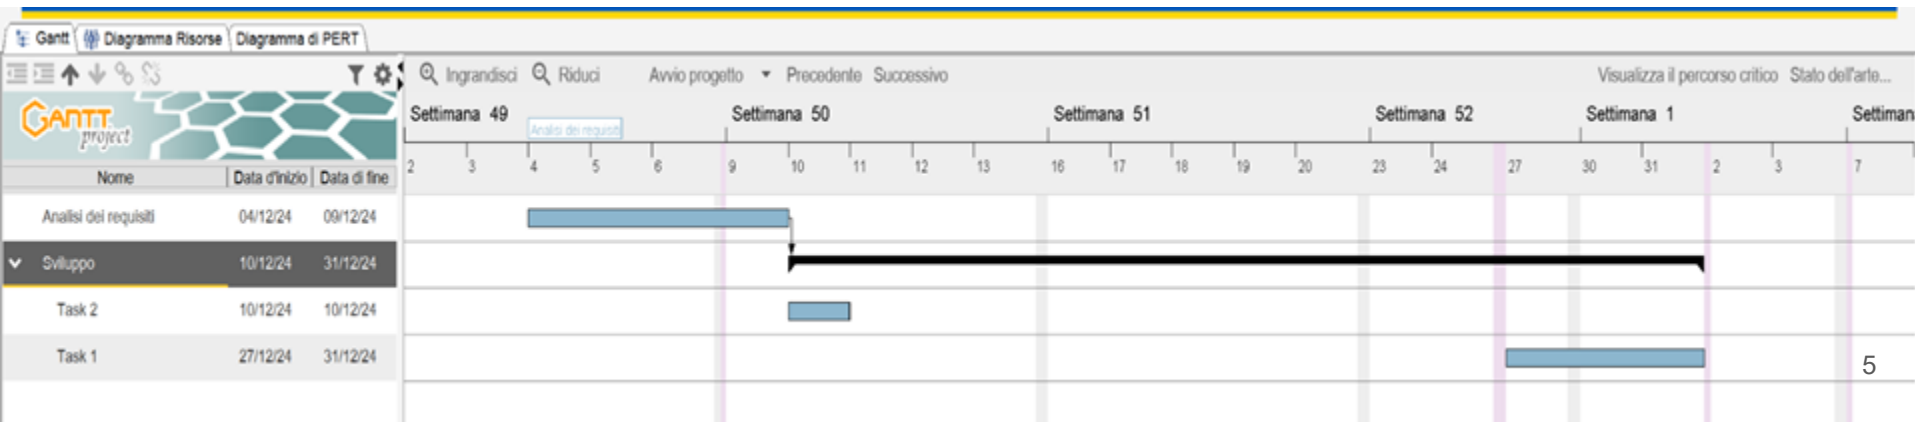 Gantt Diagramma Risorse Diagramma di PERT
Ingrandisci Riduci Avvio progetto Precedente Successivo Visualizza il percorso critico Stato dell'arte...
GANTT project
Settimana 49 Settimana 50 Settimana 51 Settimana 52 Settimana 1 Settiman
Analisi dei requisiti
2 3 4 5 6 9 10 11 12 13 16 17 18 19 20 23 24 27 30 31 2 3 7
Nome Data d'inizio Data di fine
Analisi dei requisiti 04/12/24 09/12/24
Sviluppo 10/12/24 31/12/24
Task 2 10/12/24 10/12/24
Task 1 27/12/24 31/12/24
5